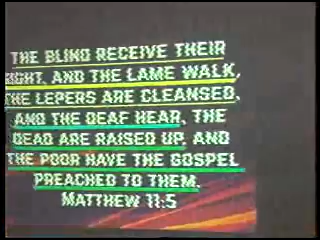 THE BLIND RECEIVE THEIR
SIGHT, AND THE LAME WALK,
THE LEPERS ARE CLEANSED,
AND THE DEAF HEAR, THE
DEAD ARE RAISED UP, AND
THE POOR HAVE THE GOSPEL
PREACHED TO THEM.
MATTHEW 11:5